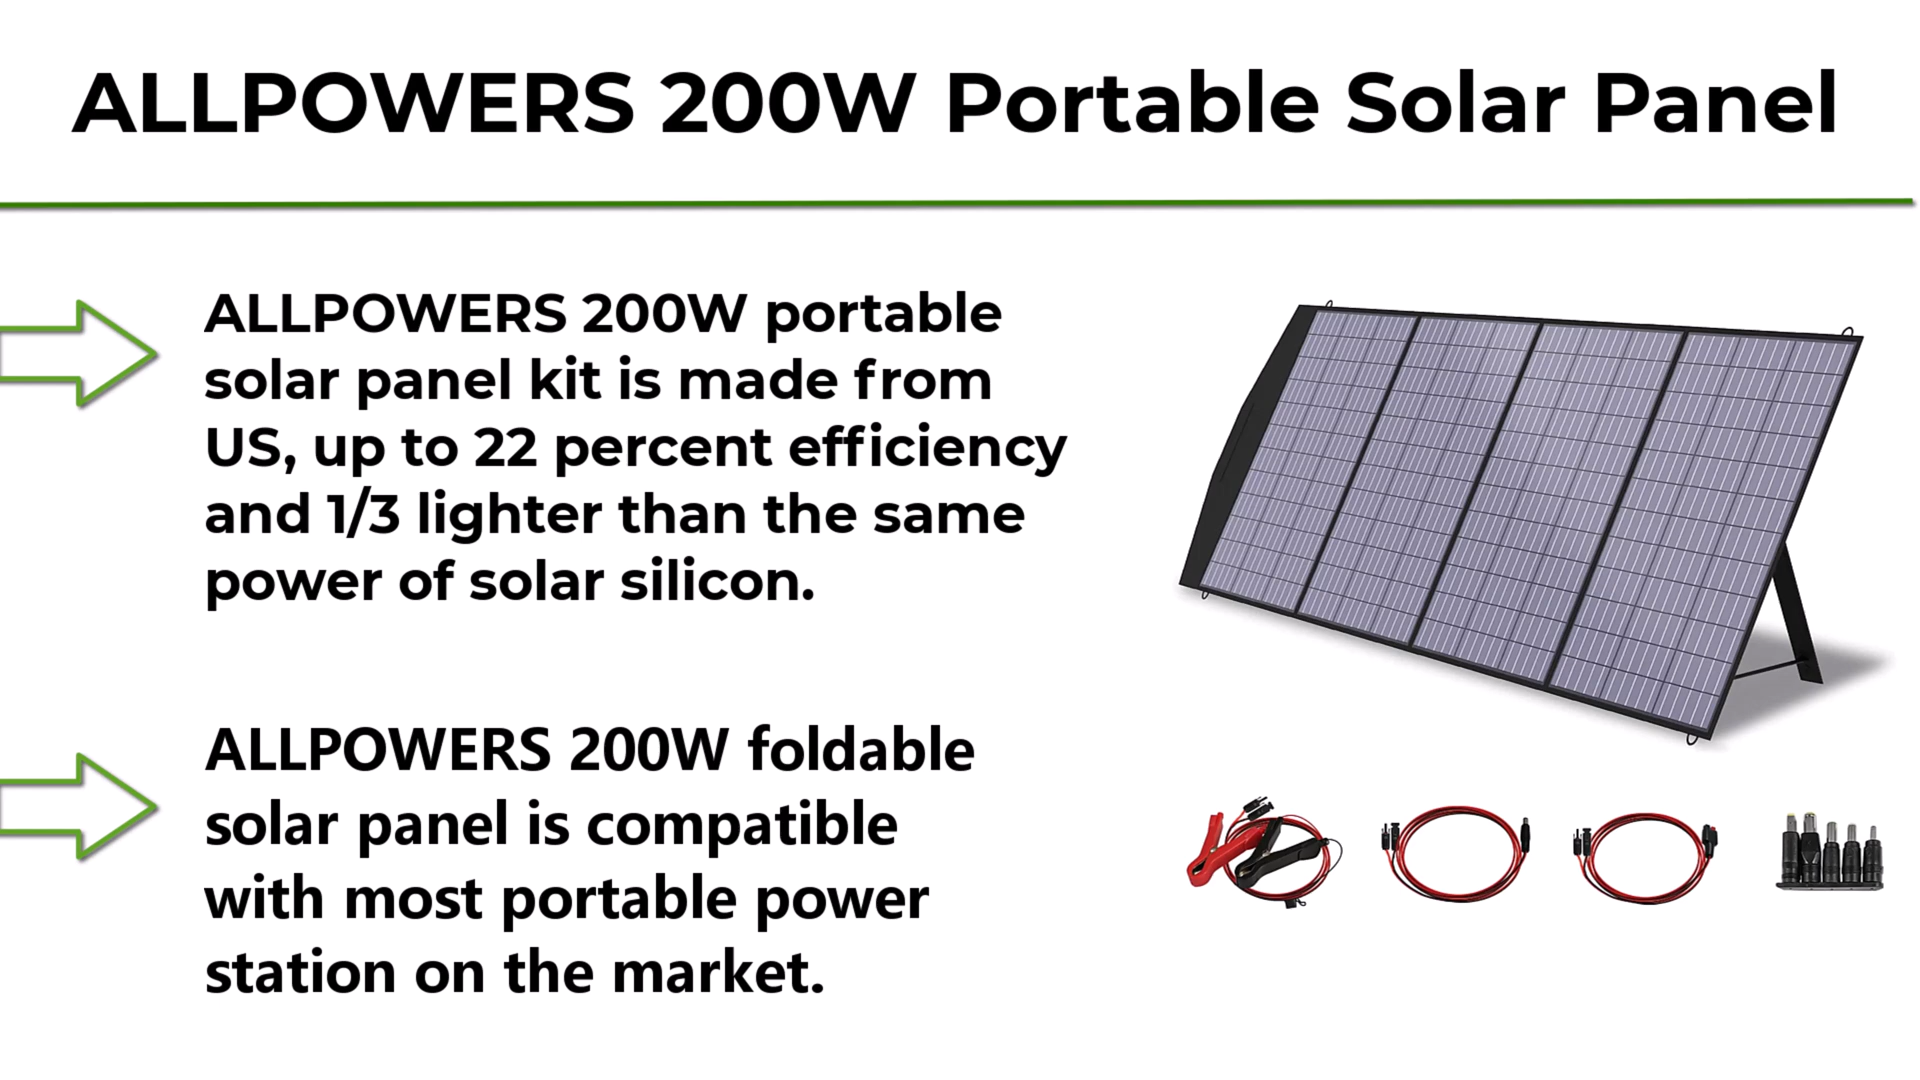 ALLPOWERS 200W Portable Solar Panel
ALLPOWERS 200W portable
solar panel kit is made from
US, up to 22 percent efficiency
and 1/3 lighter than the same
power of solar silicon.
ALLPOWERS 200W foldable
solar panel is compatible
with most portable power
station on the market.